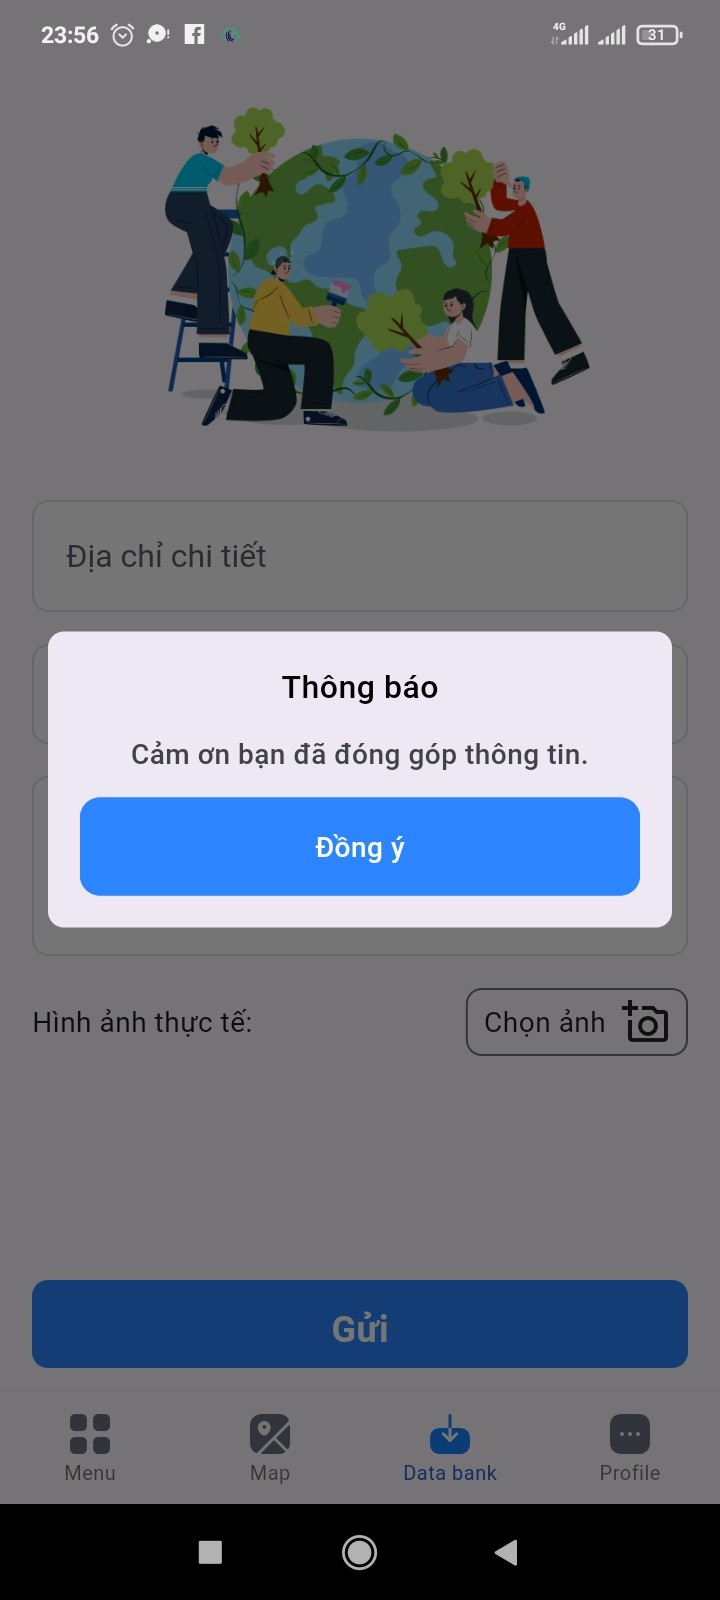 23:56
4G
31
Địa chỉ chi tiết
Thông báo
Cảm ơn bạn đã đóng góp thông tin.
Đồng ý
Hình ảnh thực tế:
Chọn ảnh
Gửi
Menu
Map
Data bank
Profile